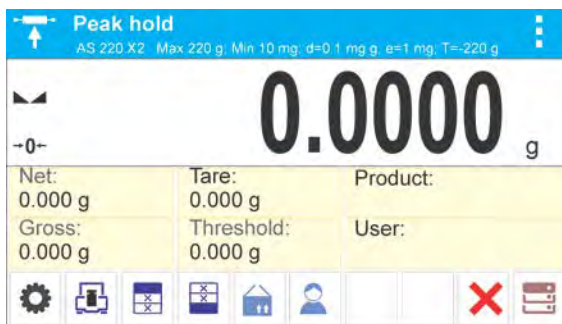 Peak hold
AS 220 X2 Max 220 g; Min 10 mg; d=0.1 mg g; e=1 mg; T=-220 g
→0←
0.0000 g
Net: Tare: Product:
0.000 g 0.000 g
Gross: Threshold: User:
0.000 g 0.000 g